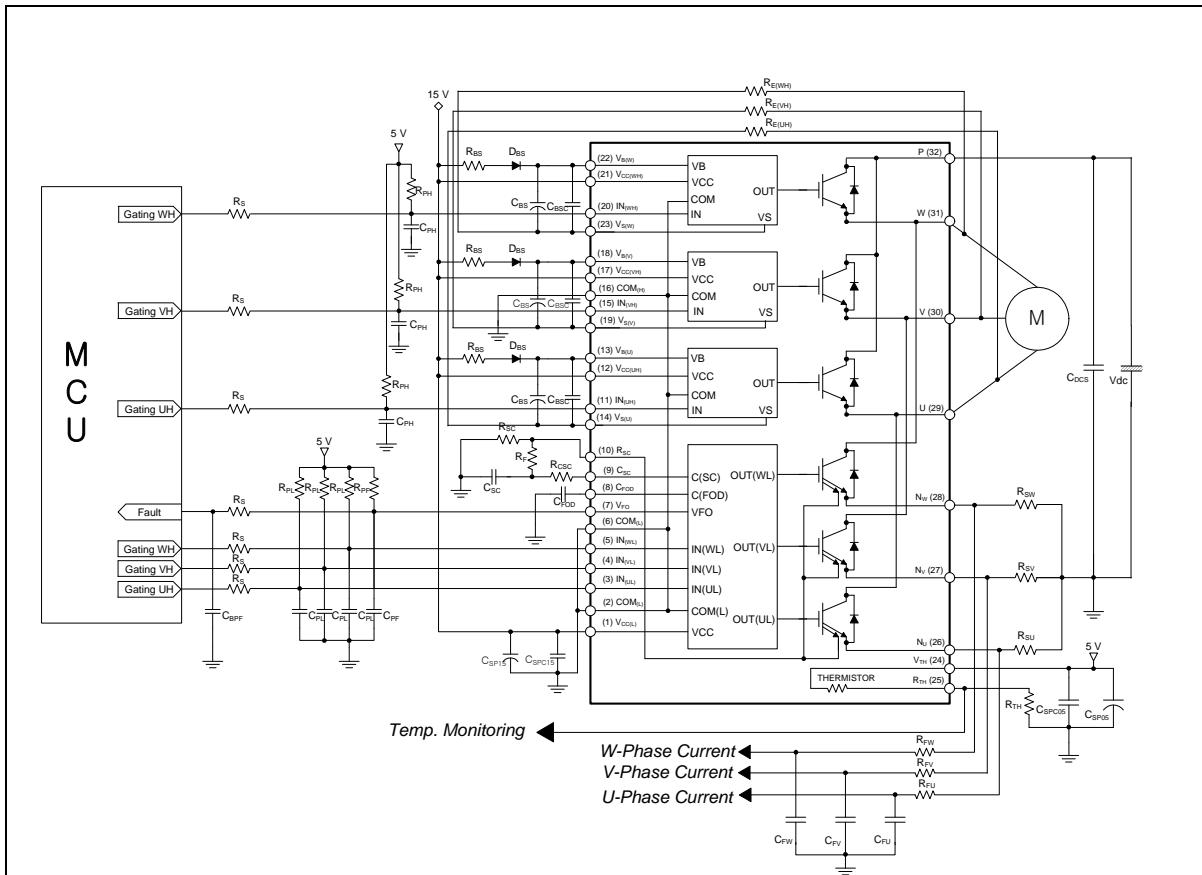 RE(WH)
RE(VH)
RE(UH)
15 V
5 V
RBS DBS
RPH
CPH
CBS CBSC
(22) VB(W)
(21) VCC(WH)
(20) IN(WH)
(23) VS(W)
VB
VCC
COM
IN
OUT
VS
P (32)
W (31)
Gating WH
RS
RBS DBS
RPH
CPH
CBS CBSC
(18) VB(V)
(17) VCC(VH)
(16) COM(H)
(15) IN(VH)
(19) VS(V)
VB
VCC
COM
IN
OUT
VS
V (30)
M
Gating VH
RS
MCU
RBS DBS
RPH
CPH
CBS CBSC
(13) VB(U)
(12) VCC(UH)
(11) IN(UH)
(14) VS(U)
VB
VCC
COM
IN
OUT
VS
U (29)
CDCS
Vdc
Gating UH
RS
RSC
RF
RCSC
CSC
CFOD
5 V
RPL RPL RPL RPF
(10) RSC
(9) CSC
(8) CFOD
(7) VFO
(6) COM(L)
(5) IN(WL)
(4) IN(VL)
(3) IN(UL)
(2) COM(L)
(1) VCC(L)
C(SC)
C(FOD)
VFO
IN(WL)
IN(VL)
IN(UL)
COM(L)
VCC
OUT(WL)
OUT(VL)
OUT(UL)
NW (28)
NV (27)
NU (26)
VTH (24)
RTH (25)
RSW
RSV
RSU
Fault
RS
Gating WH
RS
Gating VH
RS
Gating UH
RS
CBPF
CPL CPL CPL CPF
CSP15 CSPC15
THERMISTOR
5 V
RTH
CSPC05
CSP05
Temp. Monitoring
W-Phase Current
RFW
V-Phase Current
RFV
U-Phase Current
RFU
CFW CFV CFU